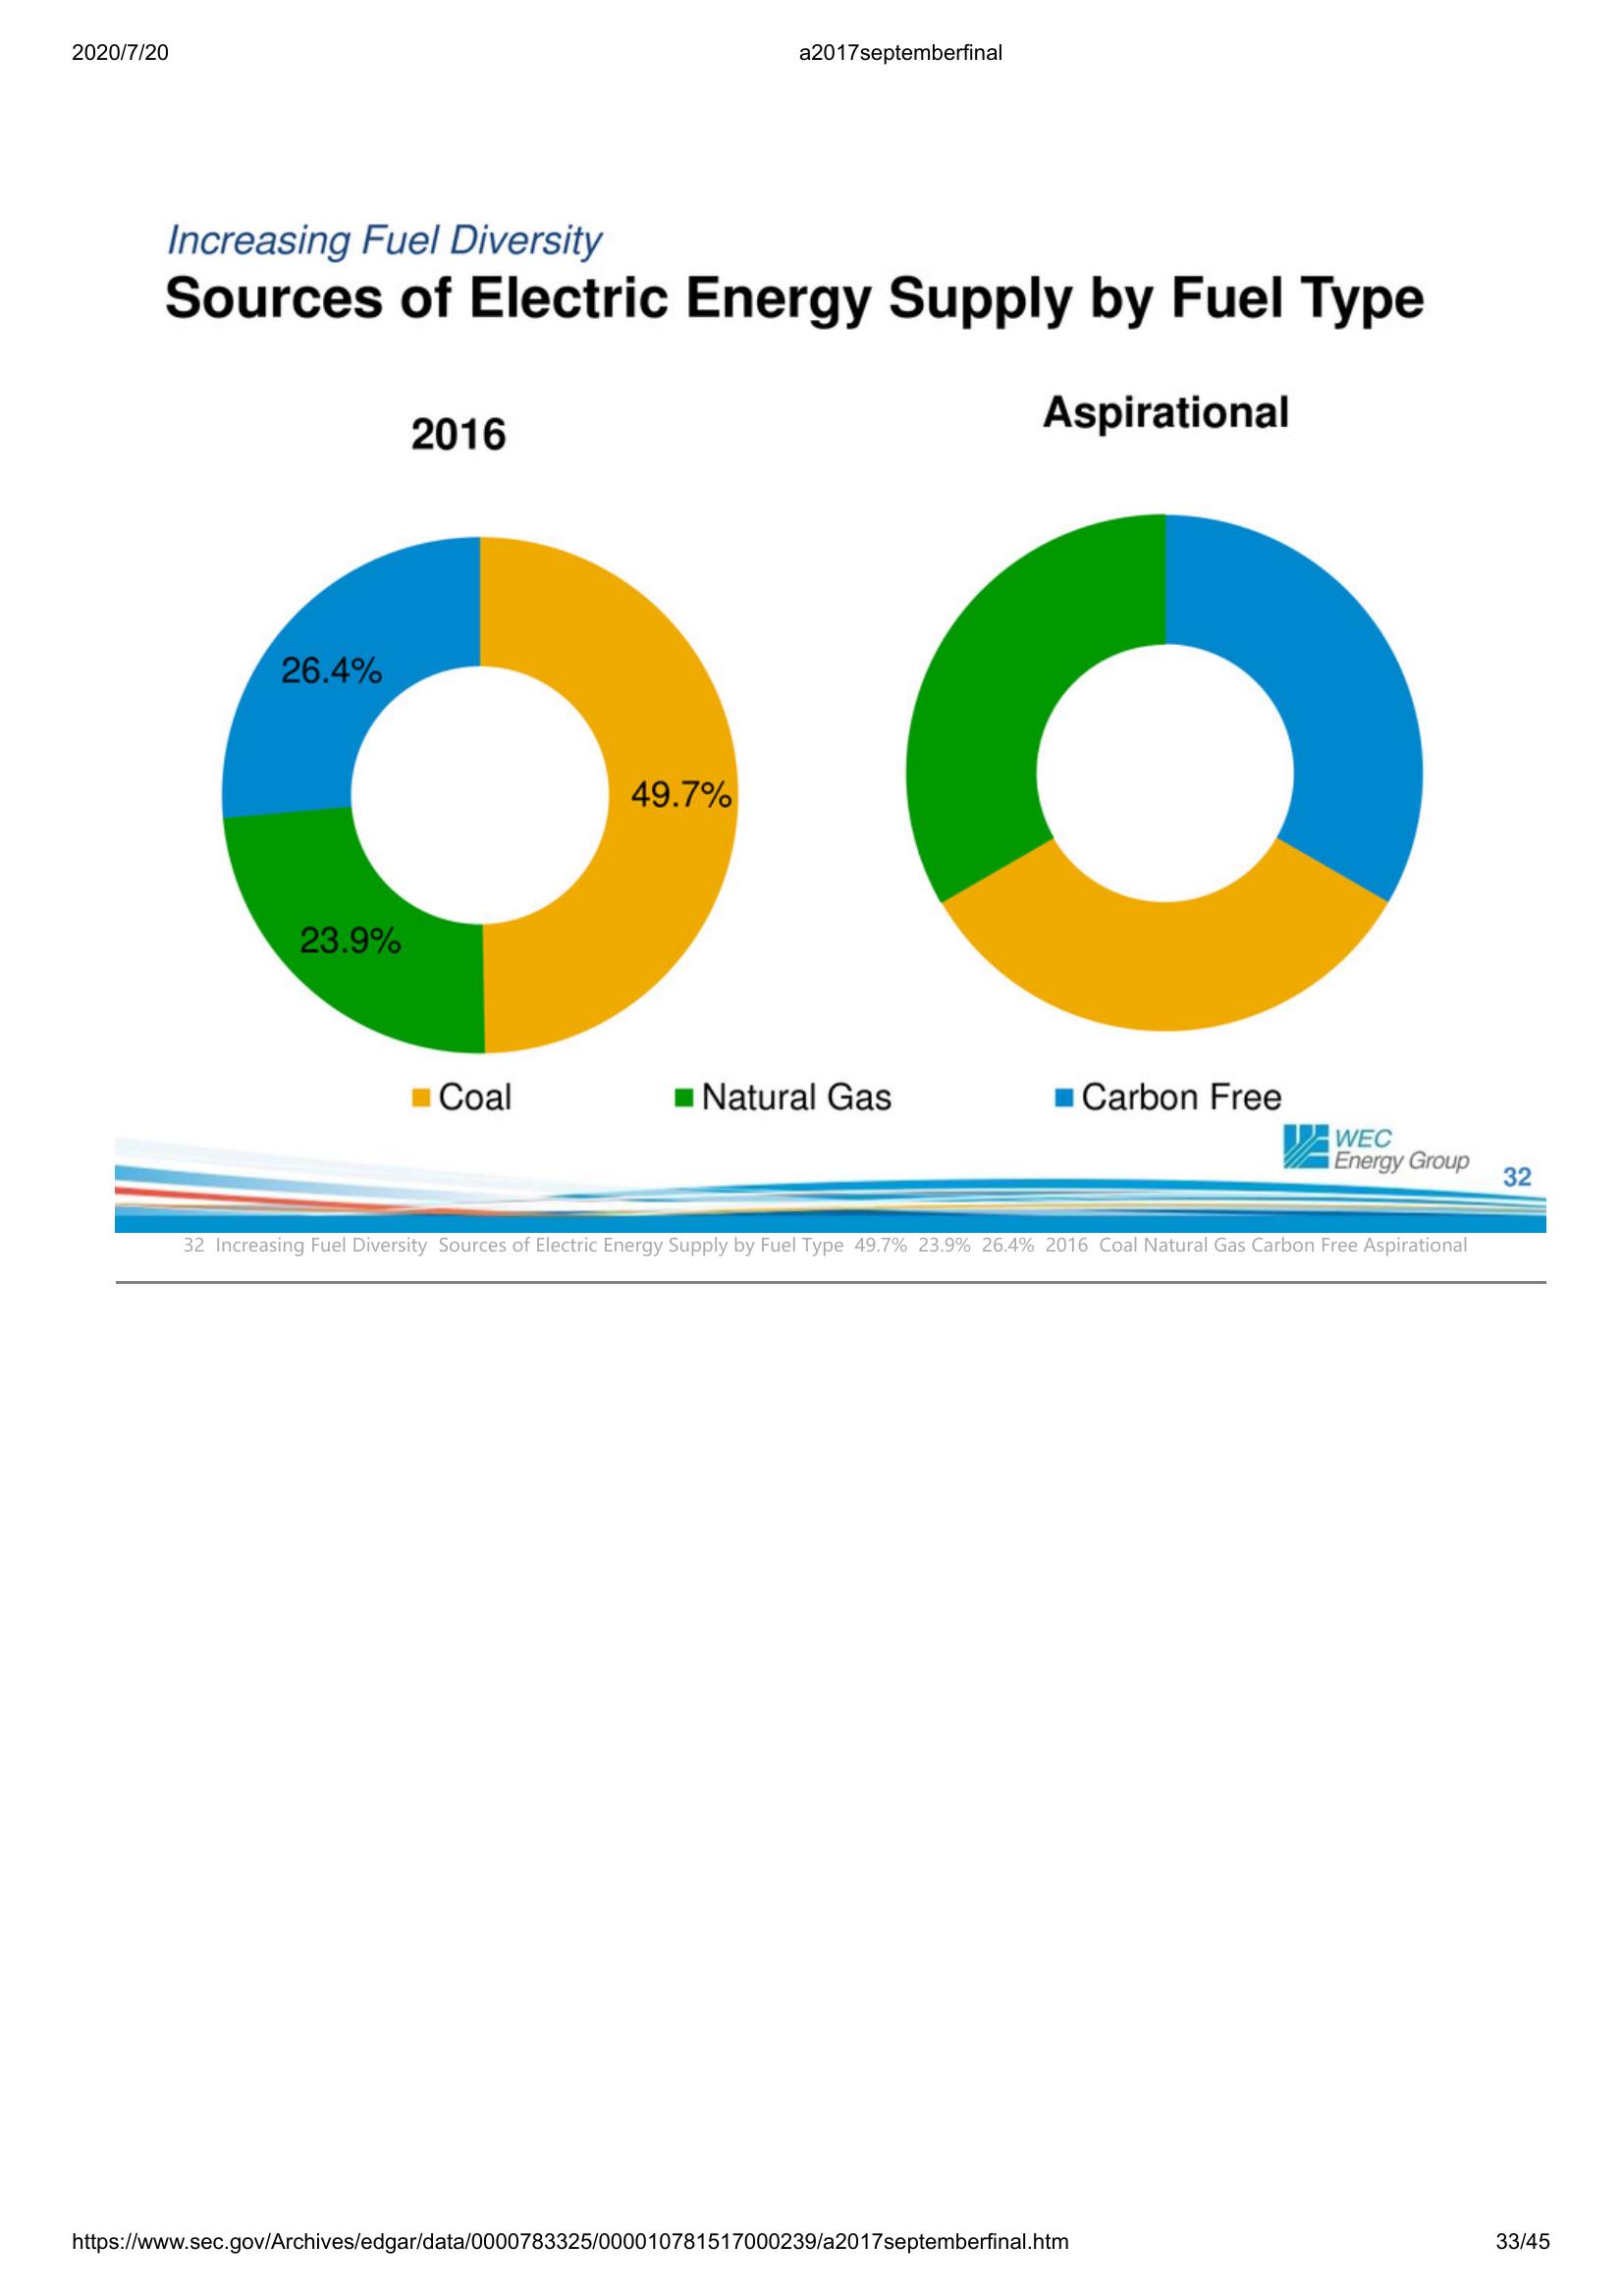 2020/7/20
a2017septemberfinal
Increasing Fuel Diversity
Sources of Electric Energy Supply by Fuel Type
2016
Aspirational
26.4%
49.7%
23.9%
Coal
Natural Gas
Carbon Free
WEC
Energy Group
32
32 Increasing Fuel Diversity Sources of Electric Energy Supply by Fuel Type 49.7% 23.9% 26.4% 2016 Coal Natural Gas Carbon Free Aspirational
https://www.sec.gov/Archives/edgar/data/0000783325/000010781517000239/a2017septemberfinal.htm
33/45